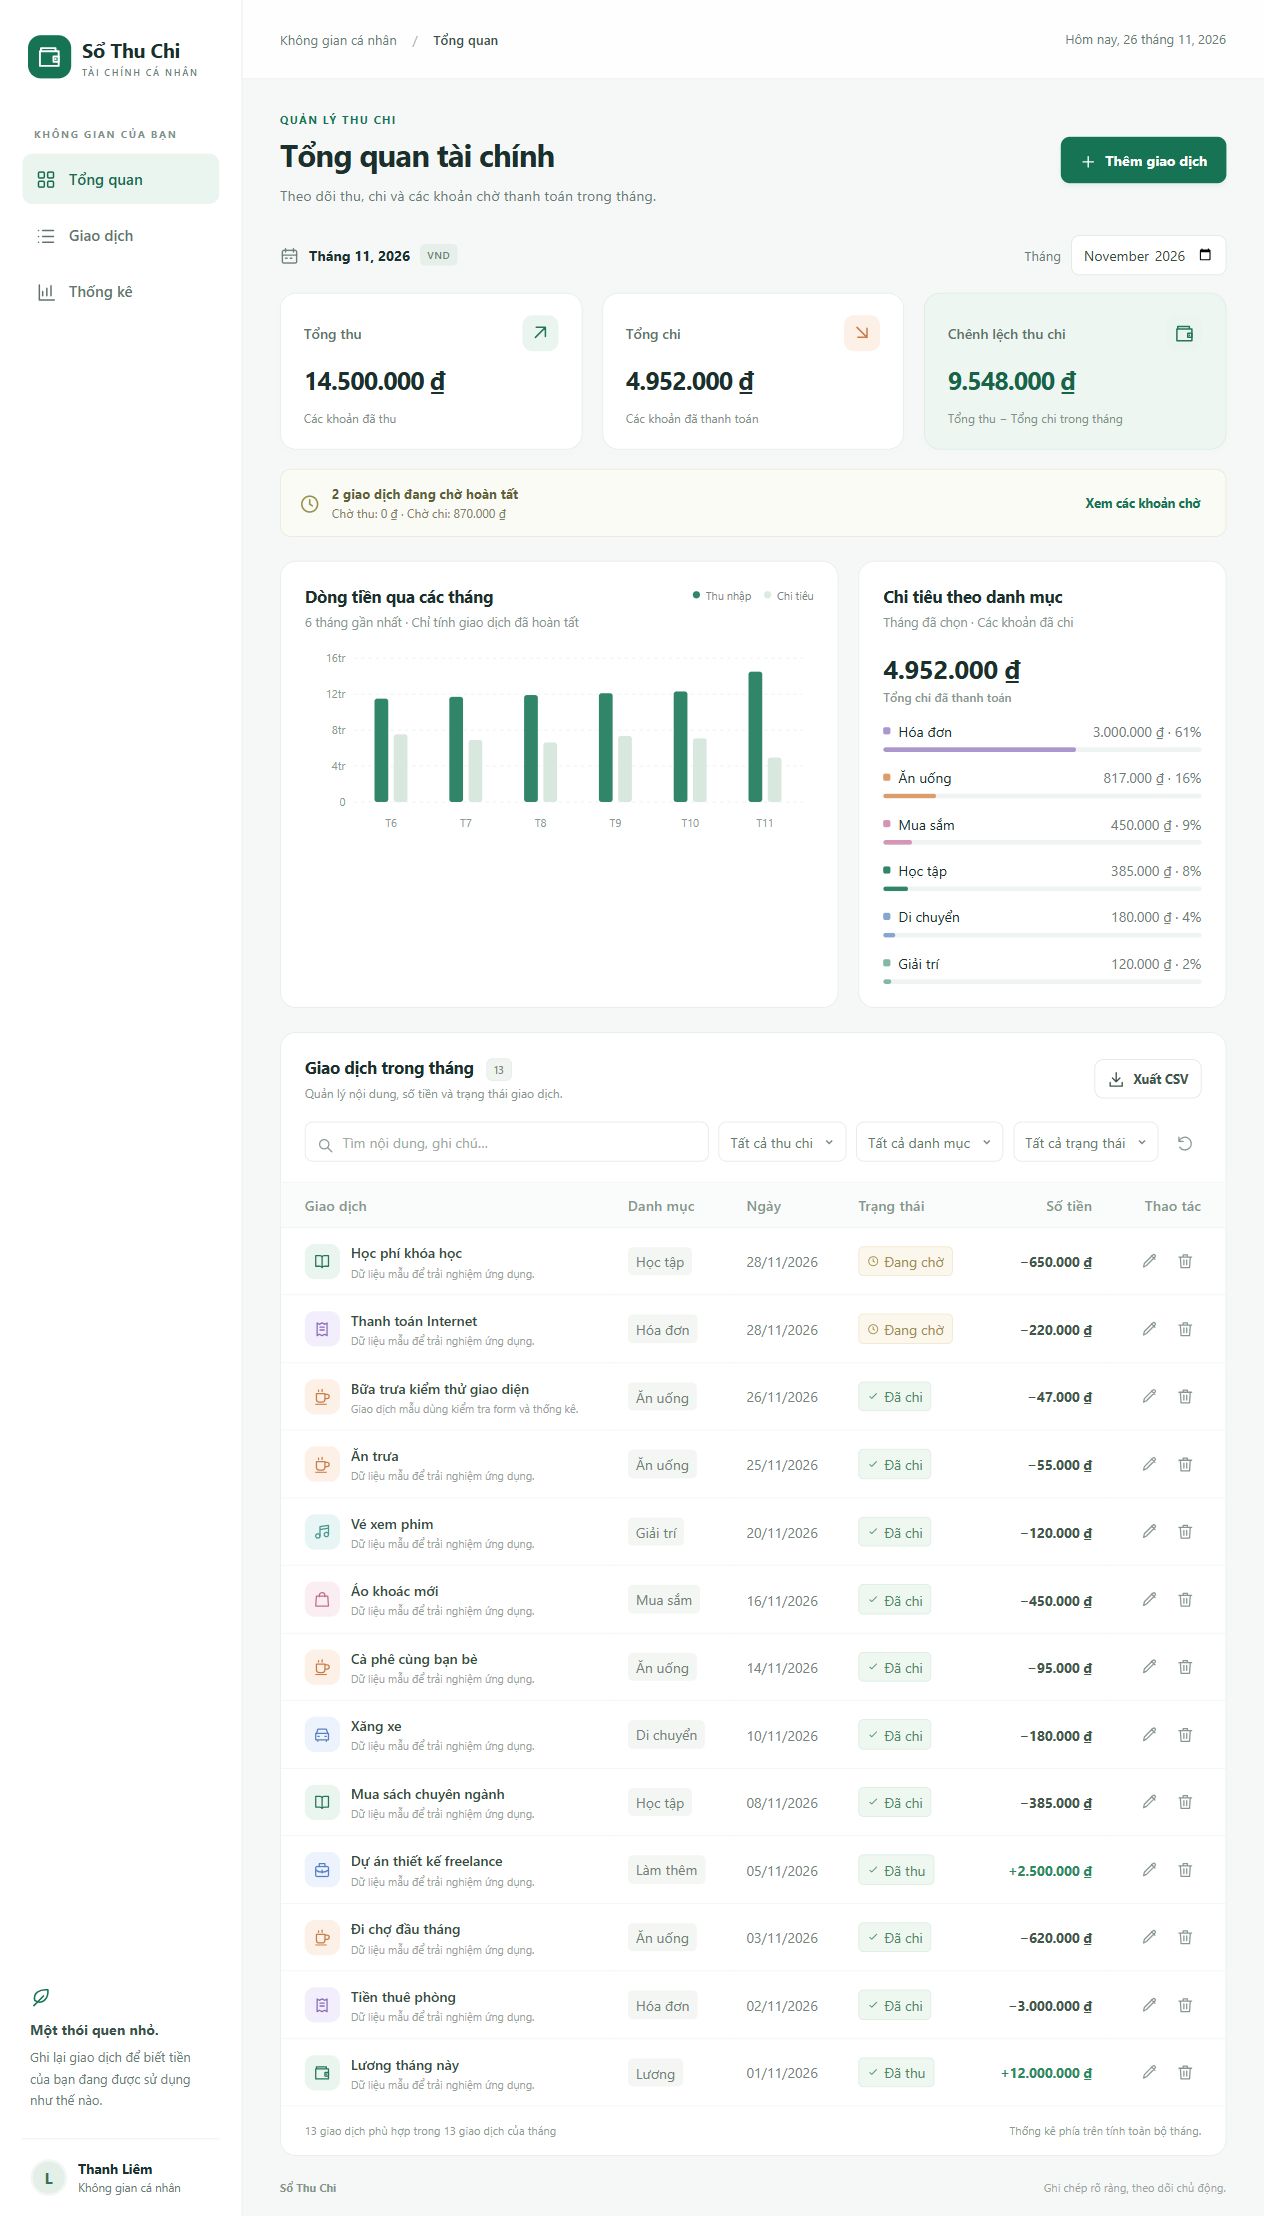 Sổ Thu Chi
TÀI CHÍNH CÁ NHÂN
KHÔNG GIAN CỦA BẠN
Tổng quan
Giao dịch
Thống kê
Một thói quen nhỏ.
Ghi lại giao dịch để biết tiền
của bạn đang được sử dụng
như thế nào.
L
Thanh Liêm
Không gian cá nhân
Không gian cá nhân / Tổng quan
Hôm nay, 26 tháng 11, 2026
QUẢN LÝ THU CHI
Tổng quan tài chính
Theo dõi thu, chi và các khoản chờ thanh toán trong tháng.
Thêm giao dịch
Tháng 11, 2026 VND
Tháng November 2026
Tổng thu
14.500.000 ₫
Các khoản đã thu
Tổng chi
4.952.000 ₫
Các khoản đã thanh toán
Chênh lệch thu chi
9.548.000 ₫
Tổng thu − Tổng chi trong tháng
2 giao dịch đang chờ hoàn tất
Chờ thu: 0 ₫ · Chờ chi: 870.000 ₫
Xem các khoản chờ
Dòng tiền qua các tháng
6 tháng gần nhất · Chỉ tính giao dịch đã hoàn tất
Thu nhập Chi tiêu
16tr
12tr
8tr
4tr
0
T6 T7 T8 T9 T10 T11
Chi tiêu theo danh mục
Tháng đã chọn · Các khoản đã chi
4.952.000 ₫
Tổng chi đã thanh toán
Hóa đơn 3.000.000 ₫ · 61%
Ăn uống 817.000 ₫ · 16%
Mua sắm 450.000 ₫ · 9%
Học tập 385.000 ₫ · 8%
Di chuyển 180.000 ₫ · 4%
Giải trí 120.000 ₫ · 2%
Giao dịch trong tháng 13
Quản lý nội dung, số tiền và trạng thái giao dịch.
Xuất CSV
Tìm nội dung, ghi chú... Tất cả thu chi Tất cả danh mục Tất cả trạng thái
Giao dịch Danh mục Ngày Trạng thái Số tiền Thao tác
Học phí khóa học Học tập 28/11/2026 Đang chờ −650.000 ₫
Dữ liệu mẫu để trải nghiệm ứng dụng.
Thanh toán Internet Hóa đơn 28/11/2026 Đang chờ −220.000 ₫
Dữ liệu mẫu để trải nghiệm ứng dụng.
Bữa trưa kiểm thử giao diện Ăn uống 26/11/2026 Đã chi −47.000 ₫
Giao dịch mẫu dùng kiểm tra form và thống kê.
Ăn trưa Ăn uống 25/11/2026 Đã chi −55.000 ₫
Dữ liệu mẫu để trải nghiệm ứng dụng.
Vé xem phim Giải trí 20/11/2026 Đã chi −120.000 ₫
Dữ liệu mẫu để trải nghiệm ứng dụng.
Áo khoác mới Mua sắm 16/11/2026 Đã chi −450.000 ₫
Dữ liệu mẫu để trải nghiệm ứng dụng.
Cà phê cùng bạn bè Ăn uống 14/11/2026 Đã chi −95.000 ₫
Dữ liệu mẫu để trải nghiệm ứng dụng.
Xăng xe Di chuyển 10/11/2026 Đã chi −180.000 ₫
Dữ liệu mẫu để trải nghiệm ứng dụng.
Mua sách chuyên ngành Học tập 08/11/2026 Đã chi −385.000 ₫
Dữ liệu mẫu để trải nghiệm ứng dụng.
Dự án thiết kế freelance Làm thêm 05/11/2026 Đã thu +2.500.000 ₫
Dữ liệu mẫu để trải nghiệm ứng dụng.
Đi chợ đầu tháng Ăn uống 03/11/2026 Đã chi −620.000 ₫
Dữ liệu mẫu để trải nghiệm ứng dụng.
Tiền thuê phòng Hóa đơn 02/11/2026 Đã chi −3.000.000 ₫
Dữ liệu mẫu để trải nghiệm ứng dụng.
Lương tháng này Lương 01/11/2026 Đã thu +12.000.000 ₫
Dữ liệu mẫu để trải nghiệm ứng dụng.
13 giao dịch phù hợp trong 13 giao dịch của tháng
Thống kê phía trên tính toàn bộ tháng.
Sổ Thu Chi
Ghi chép rõ ràng, theo dõi chủ động.